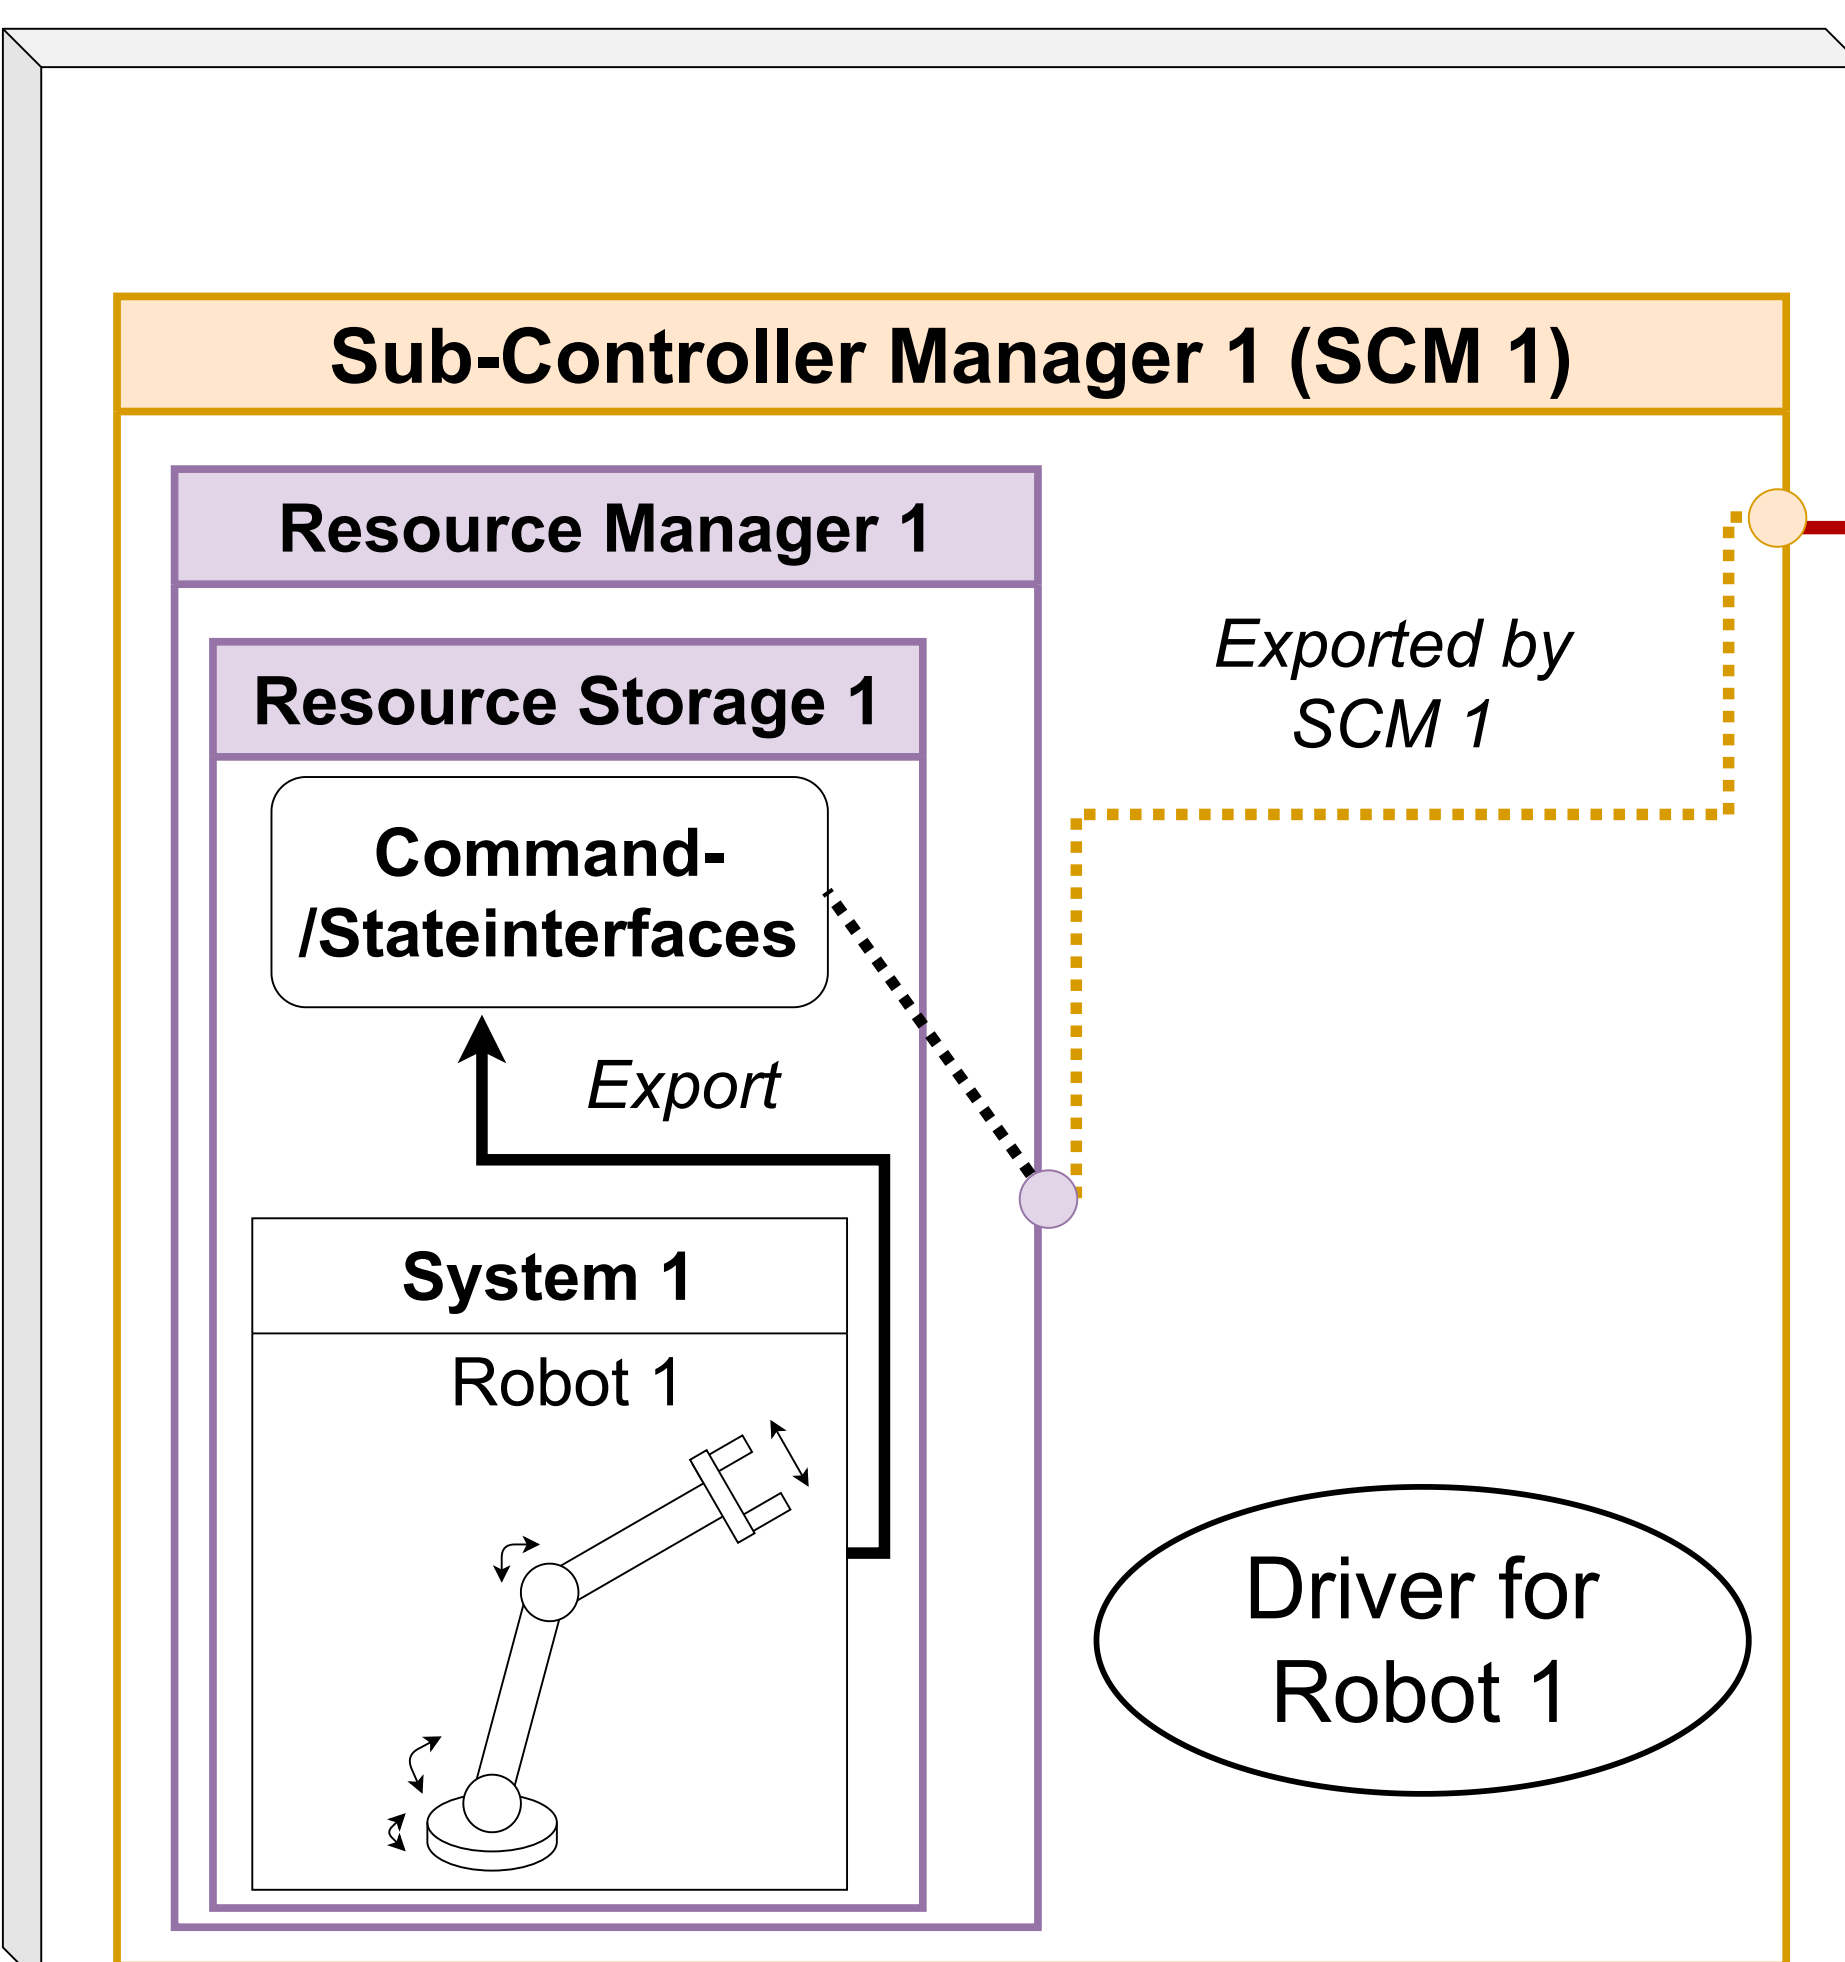 Sub-Controller Manager 1 (SCM 1)
Resource Manager 1
Exported by
SCM 1
Resource Storage 1
Command-
/Stateinterfaces
Export
System 1
Robot 1
Driver for
Robot 1